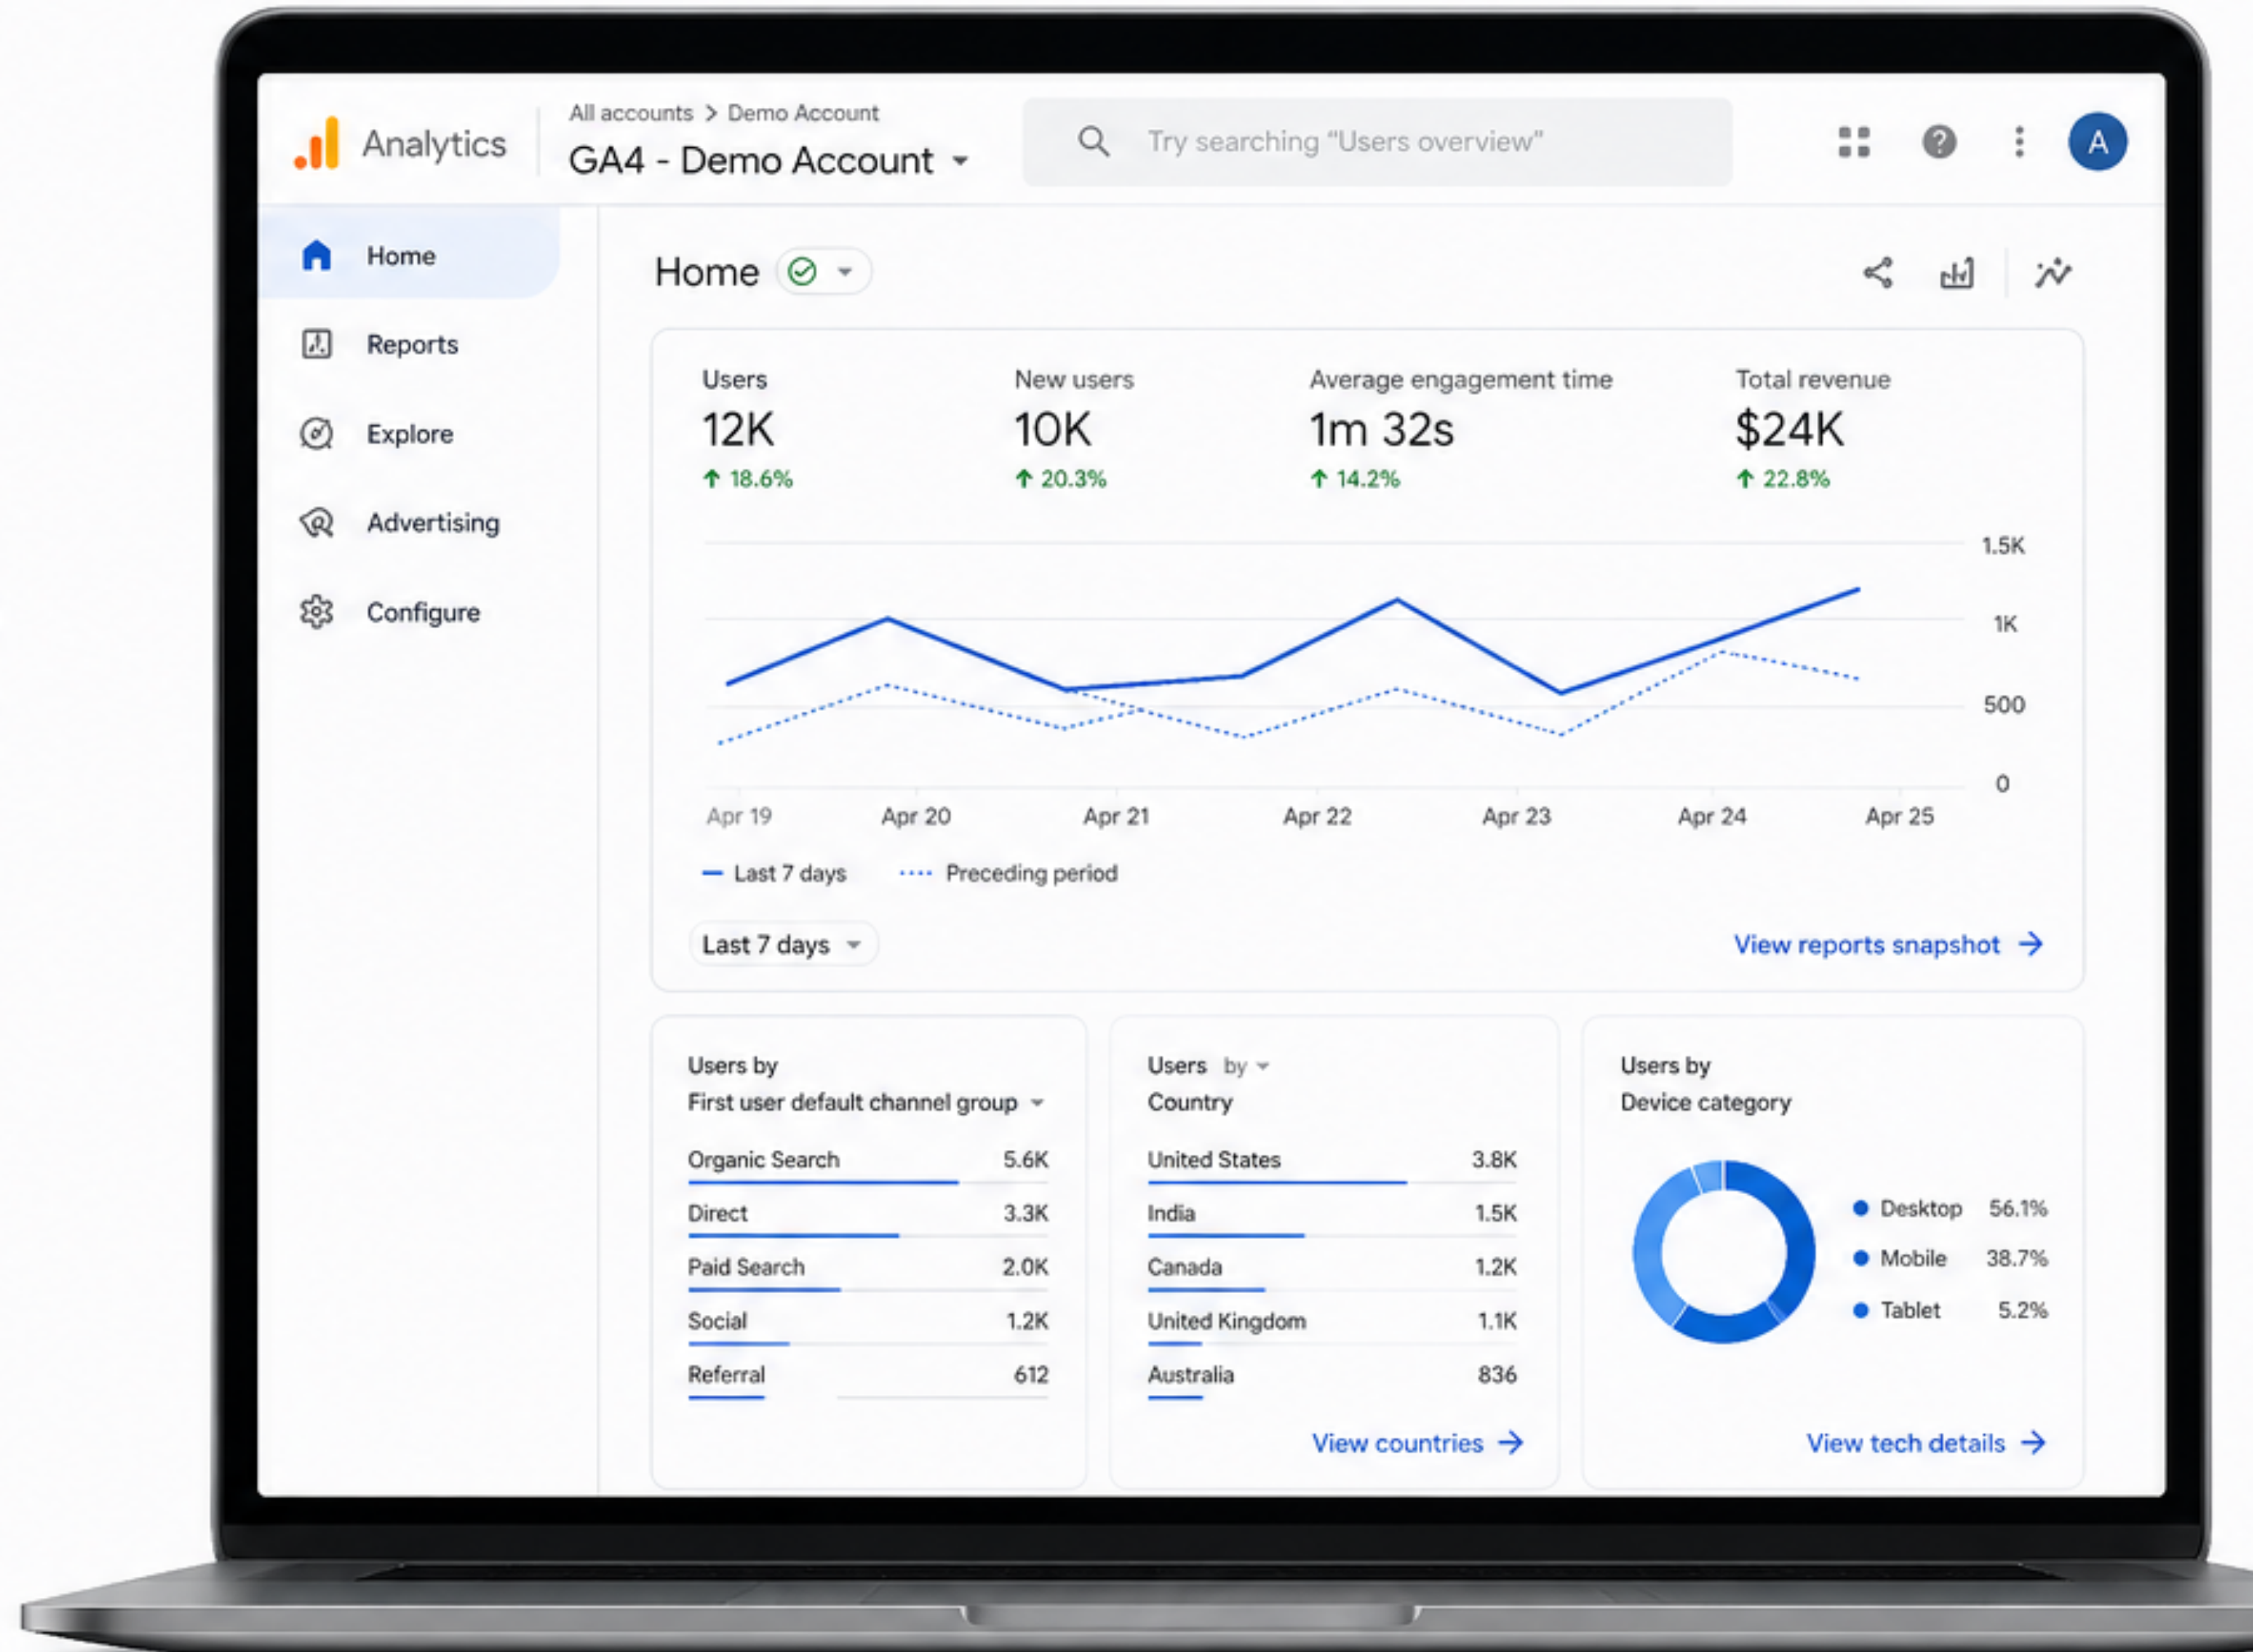 Analytics
All accounts > Demo Account
GA4 - Demo Account
Try searching “Users overview”
A
Home
Reports
Explore
Advertising
Configure
Home
Users
12K
↑ 18.6%
New users
10K
↑ 20.3%
Average engagement time
1m 32s
↑ 14.2%
Total revenue
$24K
↑ 22.8%
1.5K
1K
500
0
Apr 19 Apr 20 Apr 21 Apr 22 Apr 23 Apr 24 Apr 25
Last 7 days Preceding period
Last 7 days
View reports snapshot →
Users by
First user default channel group
Organic Search 5.6K
Direct 3.3K
Paid Search 2.0K
Social 1.2K
Referral 612
Users by
Country
United States 3.8K
India 1.5K
Canada 1.2K
United Kingdom 1.1K
Australia 836
View countries →
Users by
Device category
Desktop 56.1%
Mobile 38.7%
Tablet 5.2%
View tech details →